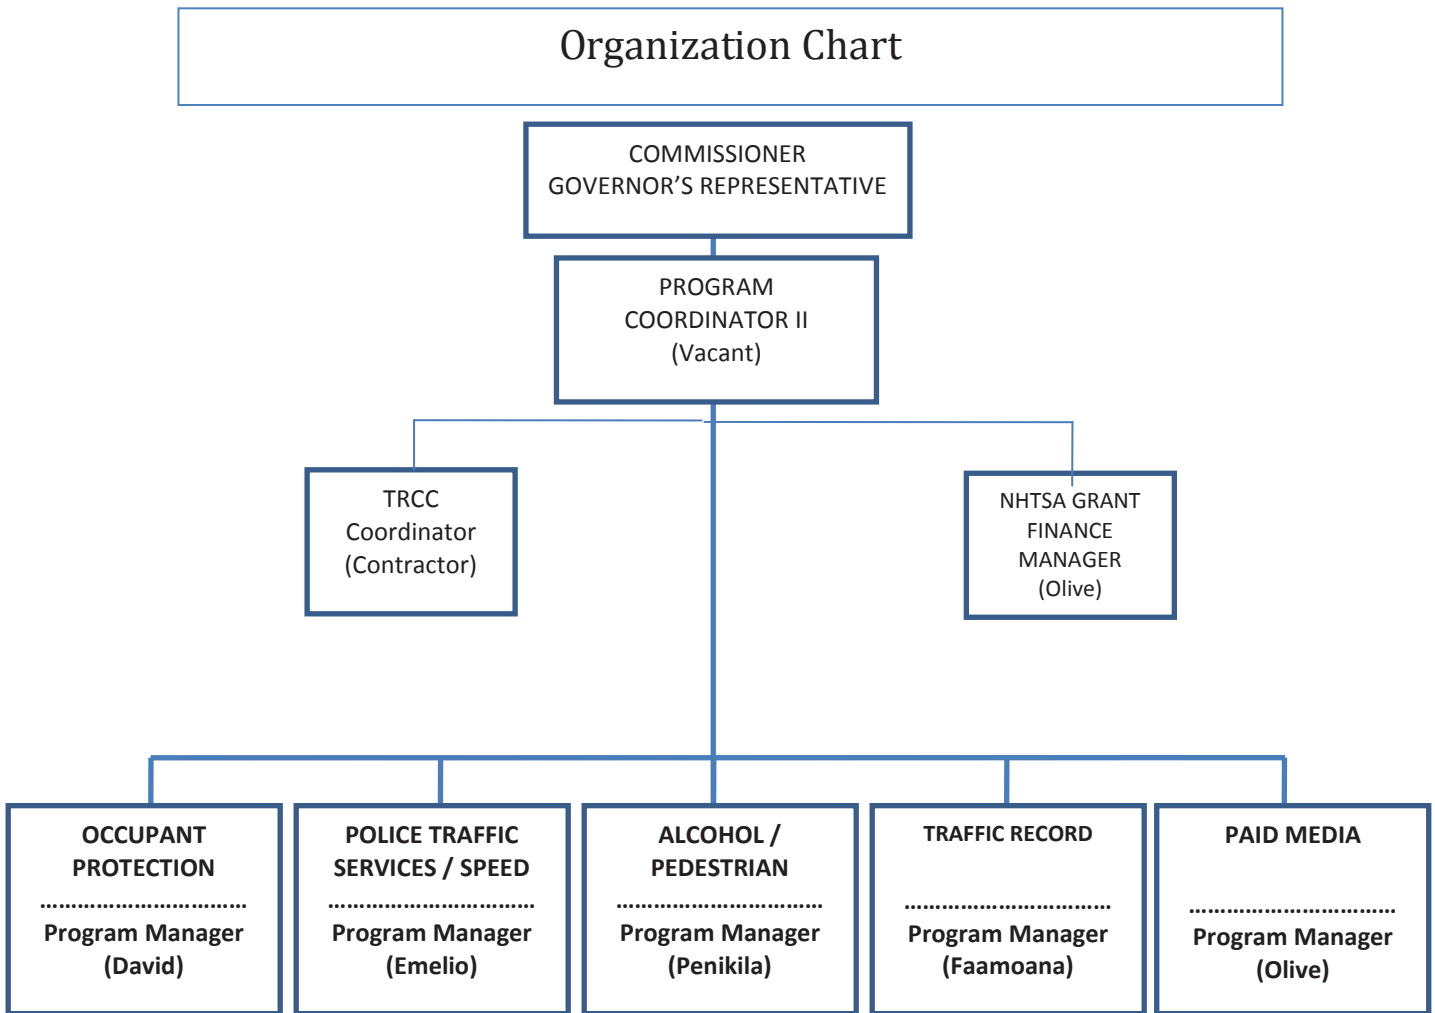 Organization Chart
COMMISSIONER
GOVERNOR’S REPRESENTATIVE
PROGRAM
COORDINATOR II
(Vacant)
TRCC
Coordinator
(Contractor)
NHTSA GRANT
FINANCE
MANAGER
(Olive)
OCCUPANT
PROTECTION
……………………………
Program Manager
(David)
POLICE TRAFFIC
SERVICES / SPEED
……………………………
Program Manager
(Emelio)
ALCOHOL /
PEDESTRIAN
……………………………
Program Manager
(Penikila)
TRAFFIC RECORD
……………………………
Program Manager
(Faamoana)
PAID MEDIA
……………………………
Program Manager
(Olive)